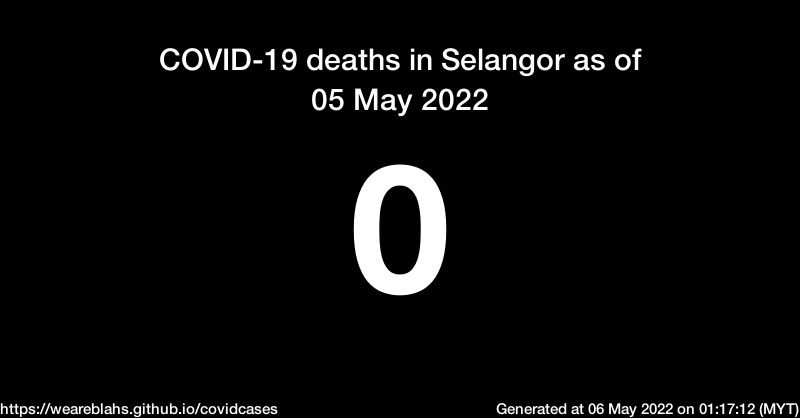 COVID-19 deaths in Selangor as of
05 May 2022
0
https://weareblahs.github.io/covidcases
Generated at 06 May 2022 on 01:17:12 (MYT)